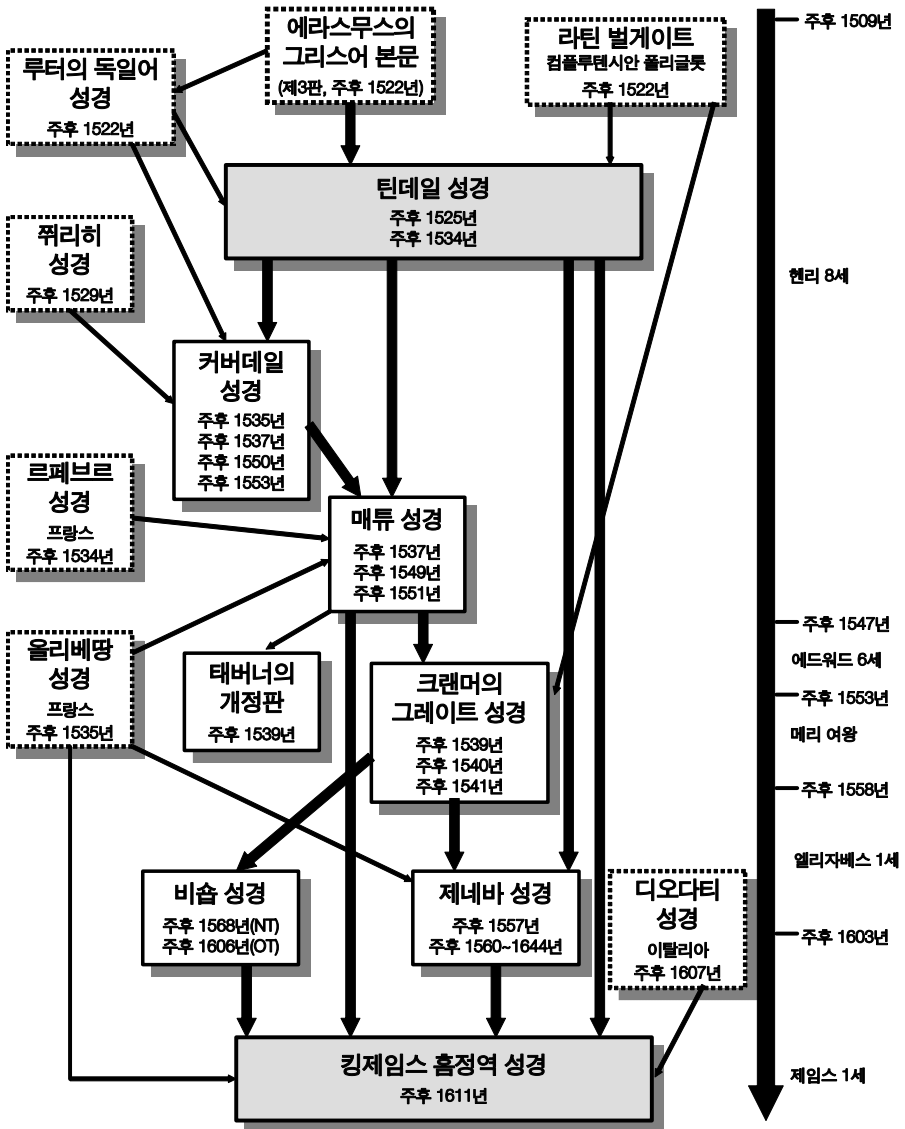 에라스무스의
그리스어 본문
(제3판, 주후 1522년)
라틴 벌게이트
컴플루텐시안 폴리글롯
주후 1522년
루터의 독일어
성경
주후 1522년
틴데일 성경
주후 1525년
주후 1534년
쮜리히
성경
주후 1529년
커버데일
성경
주후 1535년
주후 1537년
주후 1550년
주후 1553년
르페브르
성경
프랑스
주후 1534년
매튜 성경
주후 1537년
주후 1549년
주후 1551년
올리베땅
성경
프랑스
주후 1535년
태버너의
개정판
주후 1539년
크랜머의
그레이트 성경
주후 1539년
주후 1540년
주후 1541년
비숍 성경
주후 1568년(NT)
주후 1606년(OT)
제네바 성경
주후 1557년
주후 1560~1644년
디오다티
성경
이탈리아
주후 1607년
킹제임스 흠정역 성경
주후 1611년
주후 1509년
헨리 8세
주후 1547년
에드워드 6세
주후 1553년
메리 여왕
주후 1558년
엘리자베스 1세
주후 1603년
제임스 1세